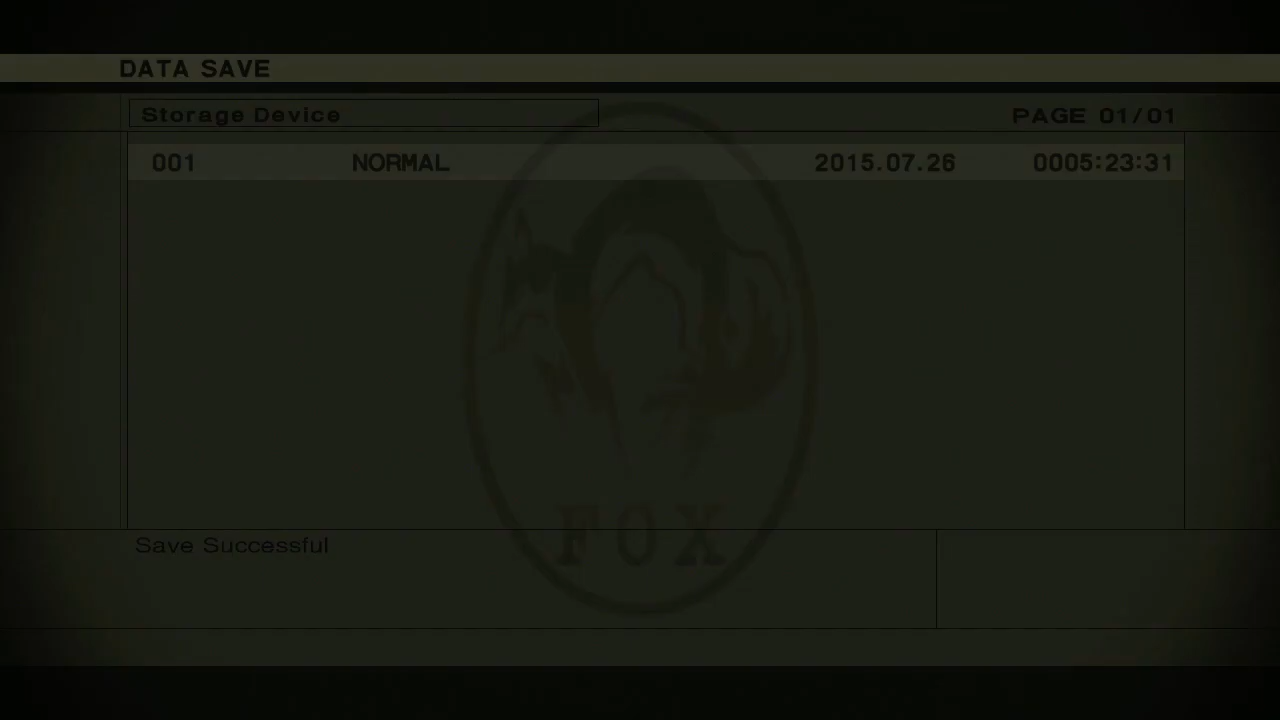 DATA SAVE
Storage Device PAGE 01/01
001 NORMAL 2015.07.26 0005:23:31
FOX
Save Successful